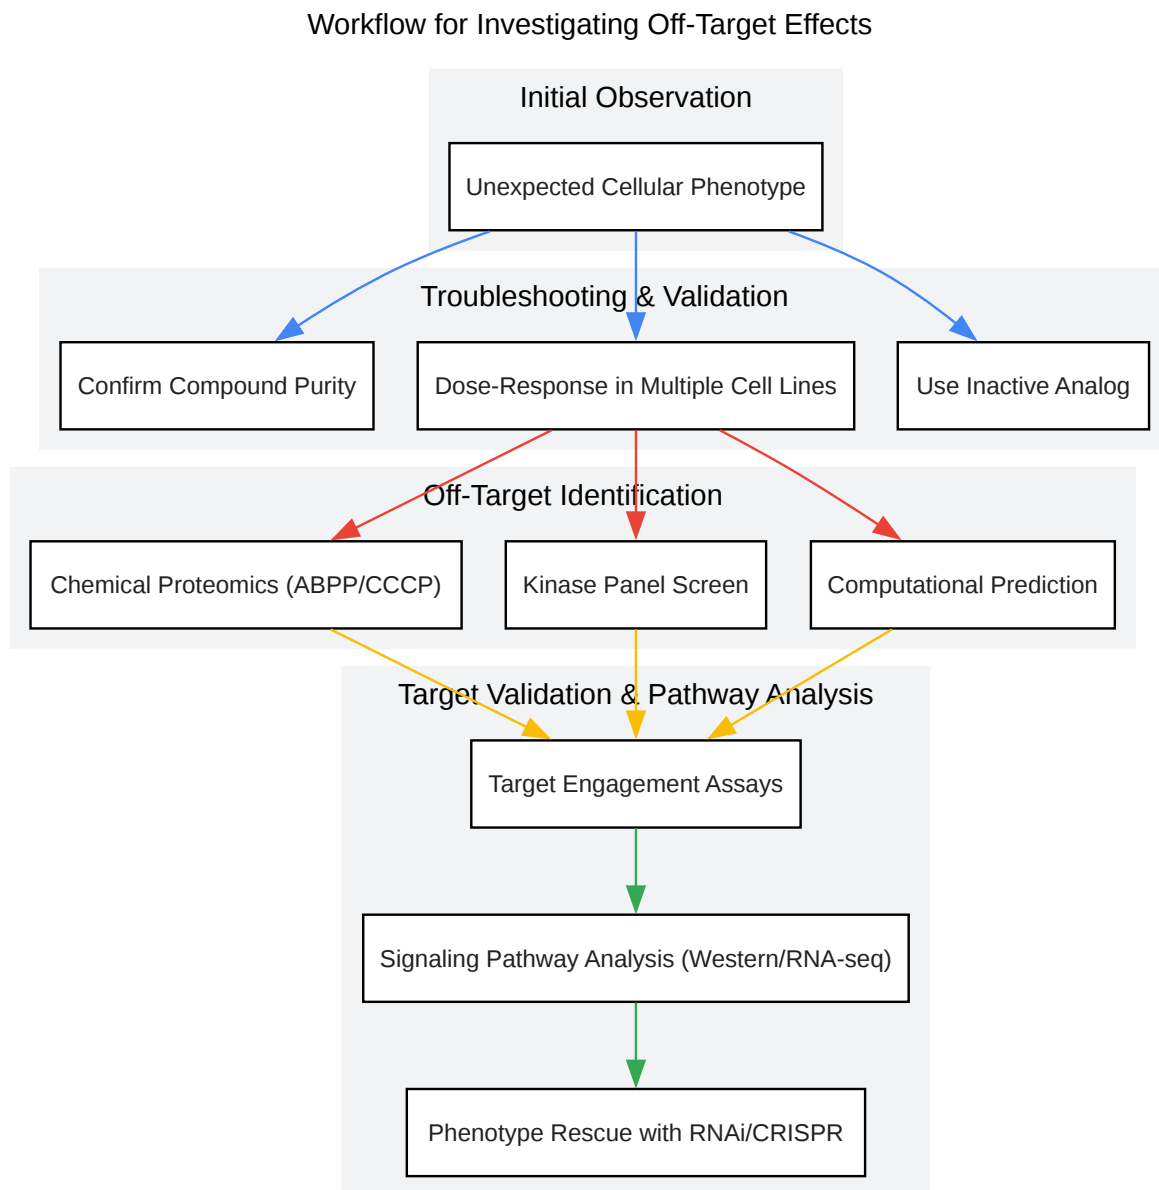 Workflow for Investigating Off-Target Effects
Initial Observation
Unexpected Cellular Phenotype
Troubleshooting & Validation
Confirm Compound Purity
Dose-Response in Multiple Cell Lines
Use Inactive Analog
Off-Target Identification
Chemical Proteomics (ABPP/CCCP)
Kinase Panel Screen
Computational Prediction
Target Validation & Pathway Analysis
Target Engagement Assays
Signaling Pathway Analysis (Western/RNA-seq)
Phenotype Rescue with RNAi/CRISPR